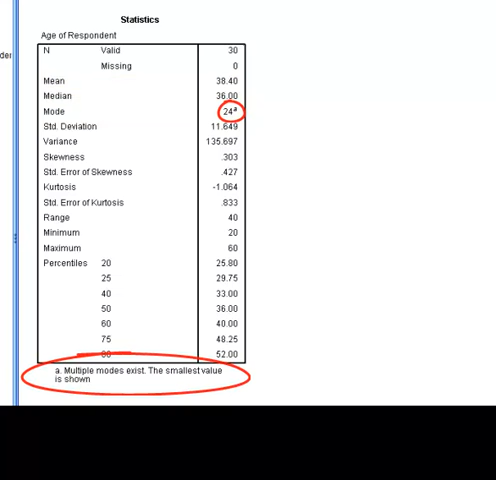 Statistics
Age of Respondent
N Valid 30
Missing 0
Mean 38.40
Median 36.00
Mode 24a
Std. Deviation 11.649
Variance 135.697
Skewness .303
Std. Error of Skewness .427
Kurtosis -1.064
Std. Error of Kurtosis .833
Range 40
Minimum 20
Maximum 60
Percentiles 20 25.80
25 29.75
40 33.00
50 36.00
60 40.00
75 48.25
80 52.00
a. Multiple modes exist. The smallest value
is shown
der